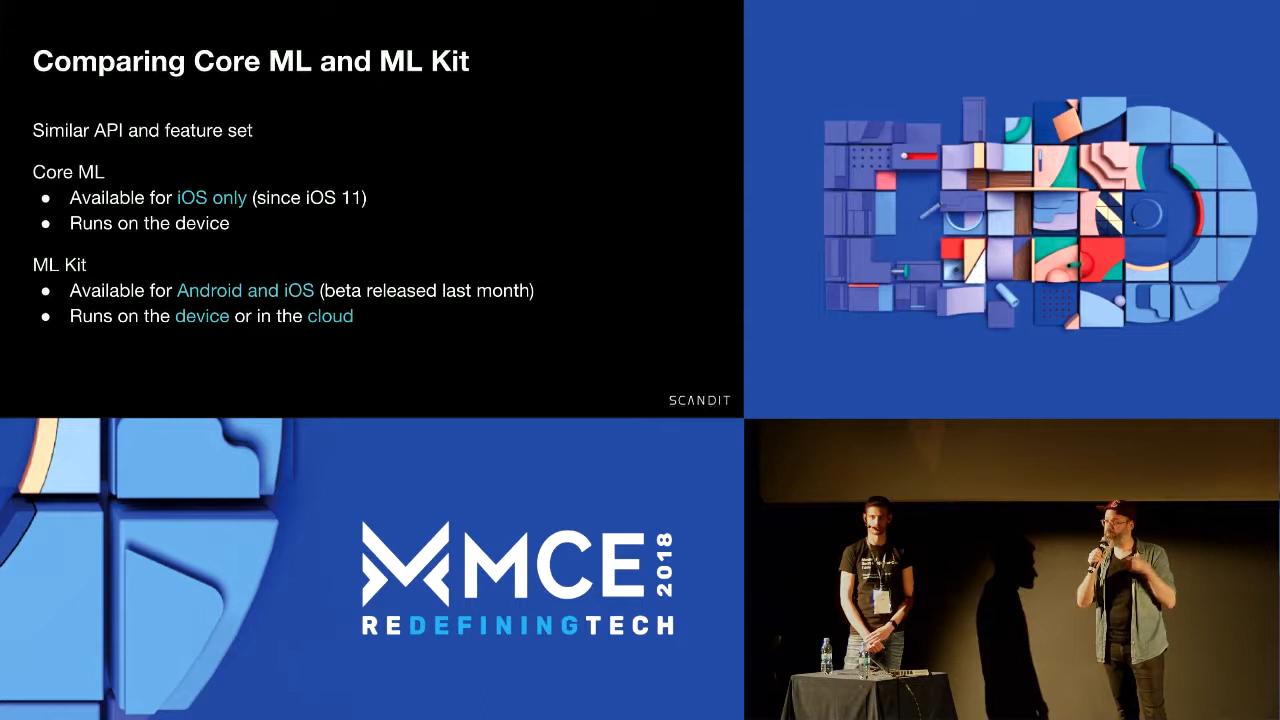 Comparing Core ML and ML Kit
Similar API and feature set
Core ML
● Available for iOS only (since iOS 11)
● Runs on the device
ML Kit
● Available for Android and iOS (beta released last month)
● Runs on the device or in the cloud
SCANDIT
MCE 2018
REDEFININGTECH